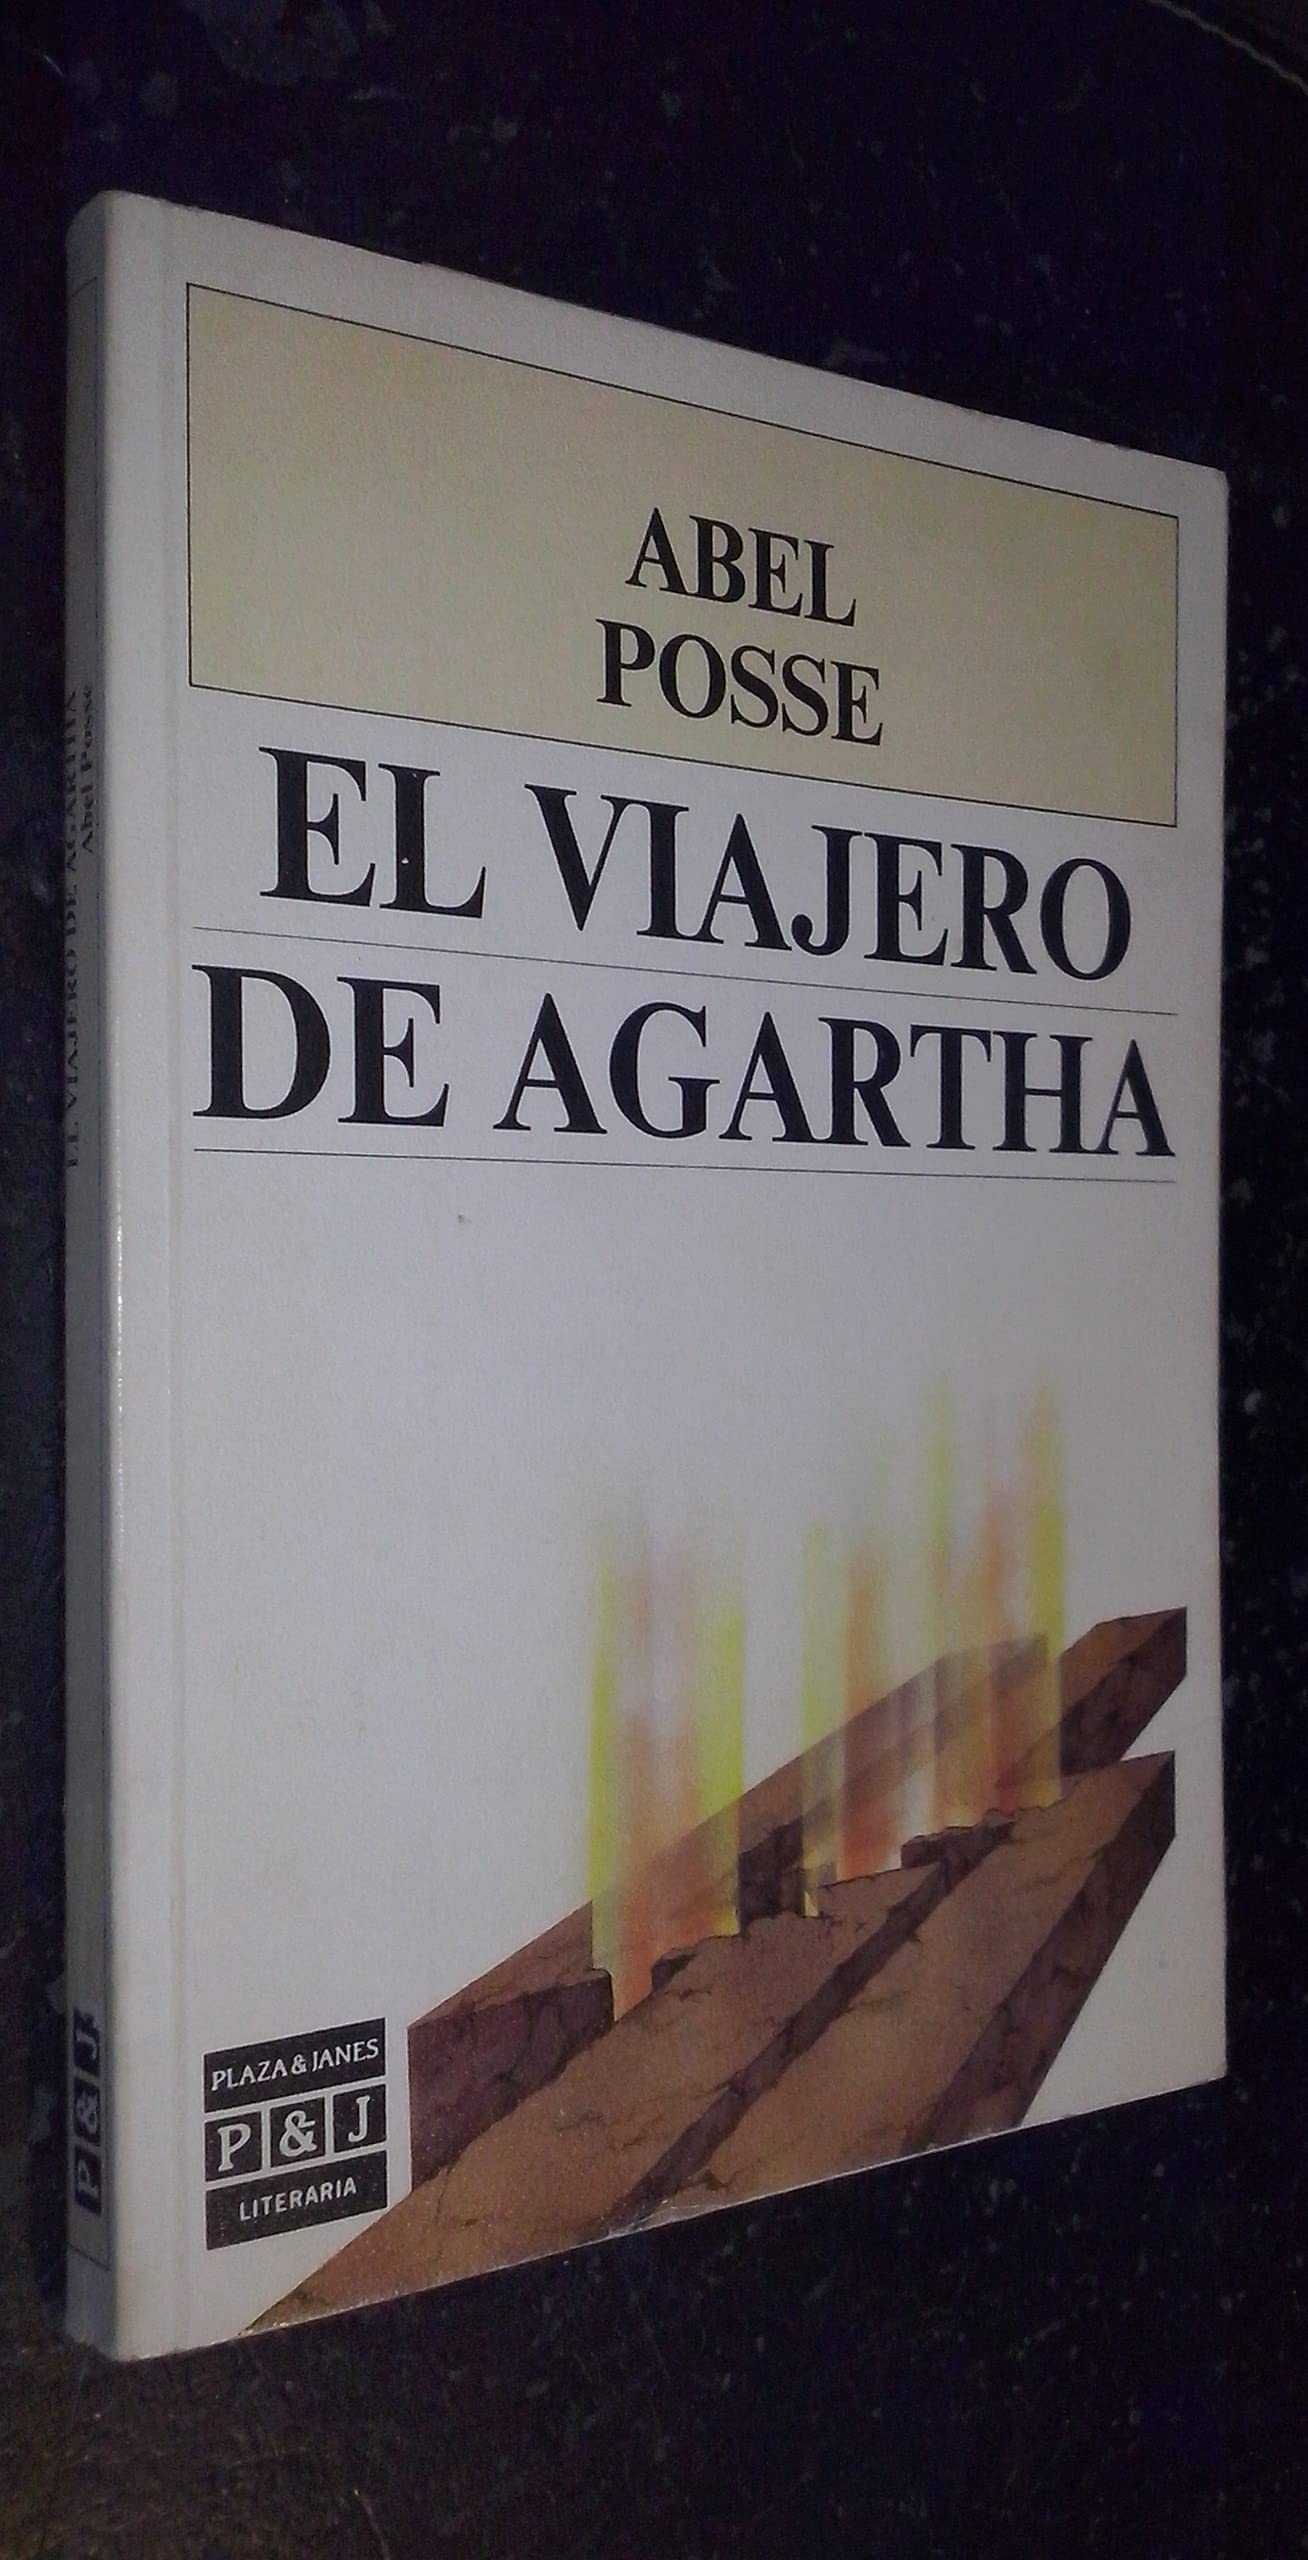 ABEL
POSSE
EL VIAJERO
DE AGARTHA
PLAZA & JANES
P & J
LITERARIA
EL VIAJERO DE AGARTHA
Abel Posse
P & J